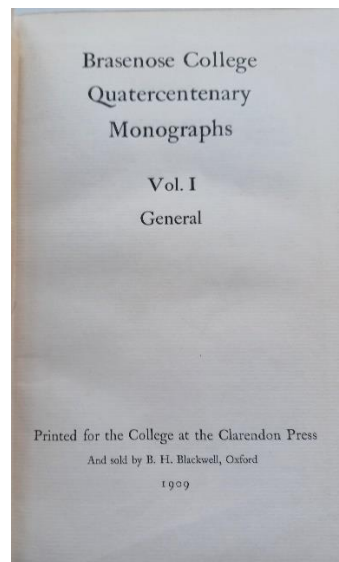 Brasenose College
Quatercentenary
Monographs
Vol. I
General
Printed for the College at the Clarendon Press
And sold by B. H. Blackwell, Oxford
1909